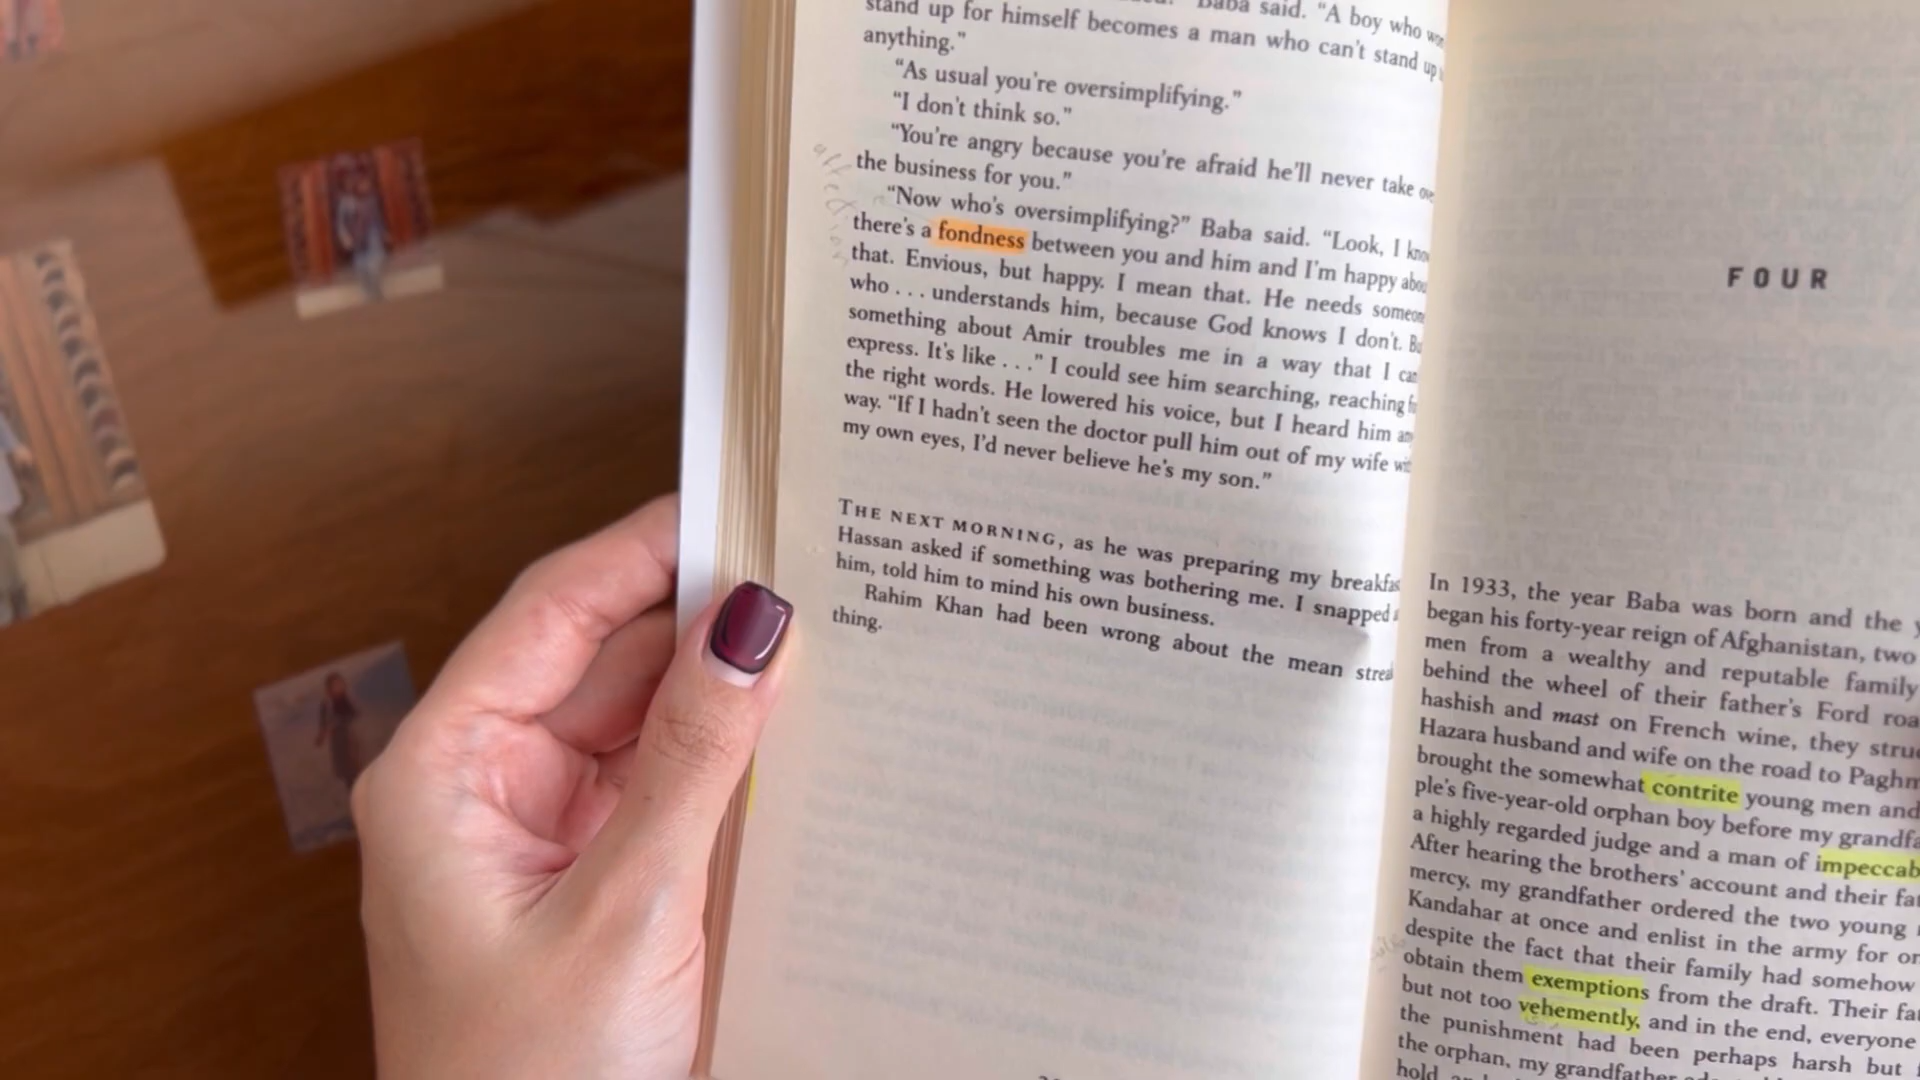 Baba said. "A boy who
stand up for himself becomes a man who can't stand up
anything."
"As usual you're oversimplifying."
"I don't think so."
"You're angry because you're afraid he'll never take
the business for you."
"Now who's oversimplifying?" Baba said. "Look, I
there's a fondness between you and him and I'm happy
that. Envious, but happy. I mean that. He needs
who . . . understands him, because God knows I don't.
something about Amir troubles me in a way that I
express. It's like . . ." I could see him searching, reaching
the right words. He lowered his voice, but I heard him
way. "If I hadn't seen the doctor pull him out of my wife
my own eyes, I'd never believe he's my son."
THE NEXT MORNING, as he was preparing my
Hassan asked if something was bothering me. I snapped
him, told him to mind his own business.
Rahim Khan had been wrong about the mean
thing.
FOUR
In 1933, the year Baba was born and the
began his forty-year reign of Afghanistan, two
men from a wealthy and reputable family
behind the wheel of their father's Ford
hashish and mast on French wine, they
Hazara husband and wife on the road to
brought the somewhat contrite young men and
ple's five-year-old orphan boy before my
a highly regarded judge and a man of
After hearing the brothers' account and their
mercy, my grandfather ordered the two young
Kandahar at once and enlist in the army for
despite the fact that their family had somehow
obtain them exemptions from the draft. Their
but not too vehemently, and in the end, everyone
the punishment had been perhaps harsh but
the orphan, my grandfather
hold